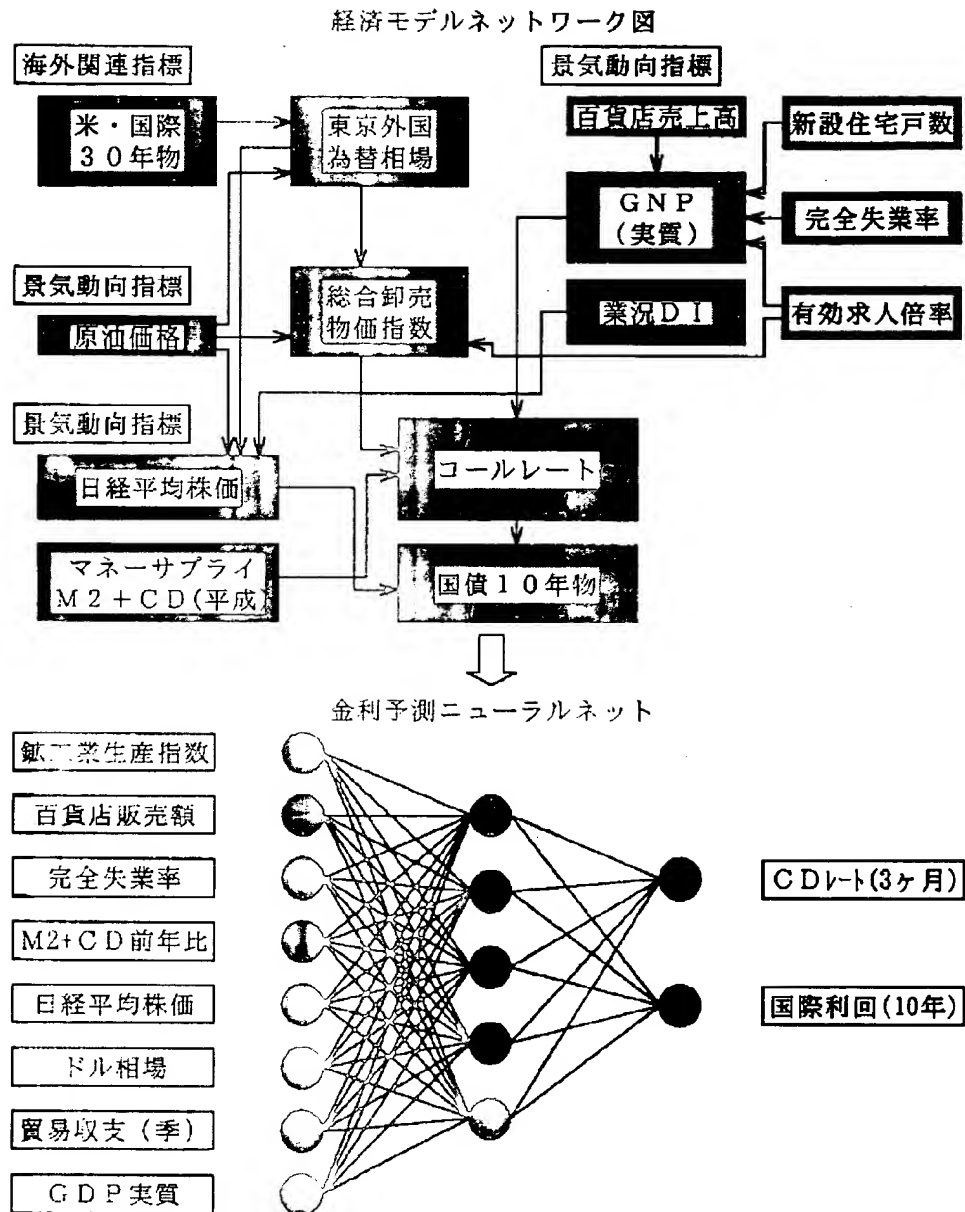 経済モデルネットワーク図
海外関連指標
景気動向指標
米・国際
30年物
東京外国
為替相場
百貨店売上高
新設住宅戸数
GNP
(実質)
完全失業率
景気動向指標
原油価格
総合卸売
物価指数
業況DI
有効求人倍率
景気動向指標
日経平均株価
コールレート
マネーサプライ
M2+CD(平成)
国債10年物
金利予測ニューラルネット
鉱工業生産指数
百貨店販売額
完全失業率
M2+CD前年比
日経平均株価
ドル相場
貿易収支(季)
GDP実質
CDレート(3ヶ月)
国際利回(10年)